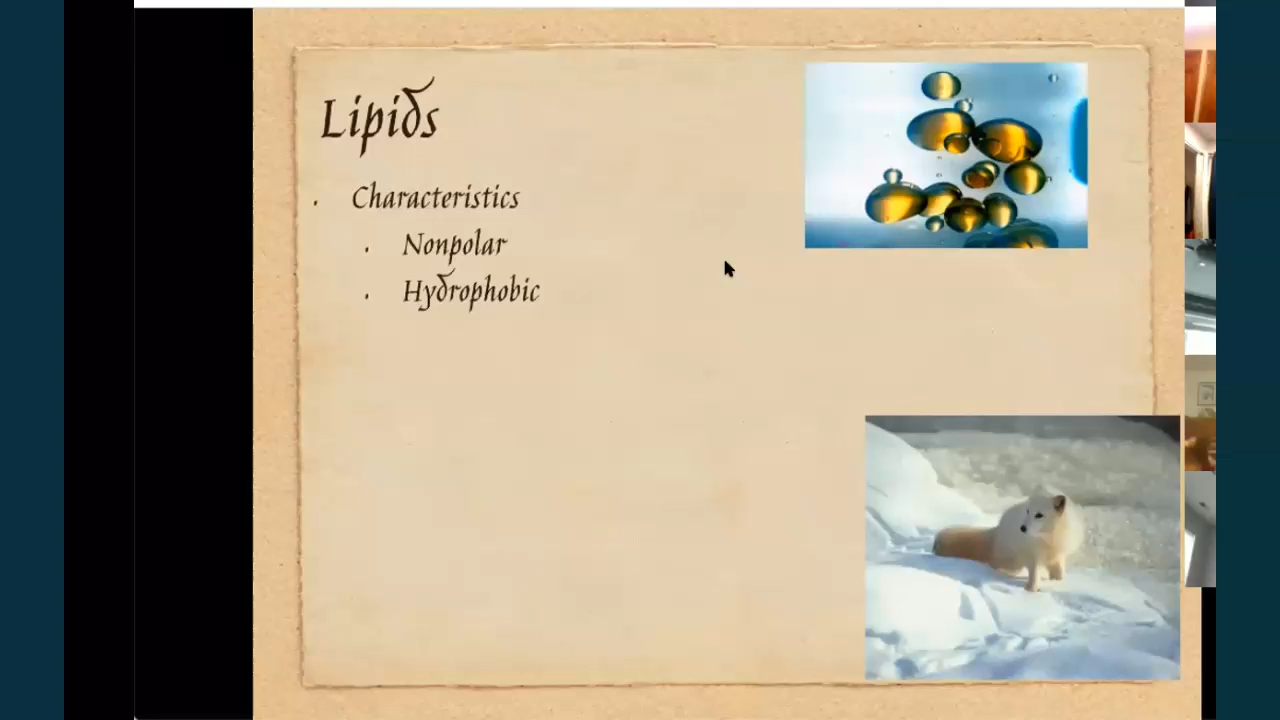 Lipids
. Characteristics
. Nonpolar
. Hydrophobic